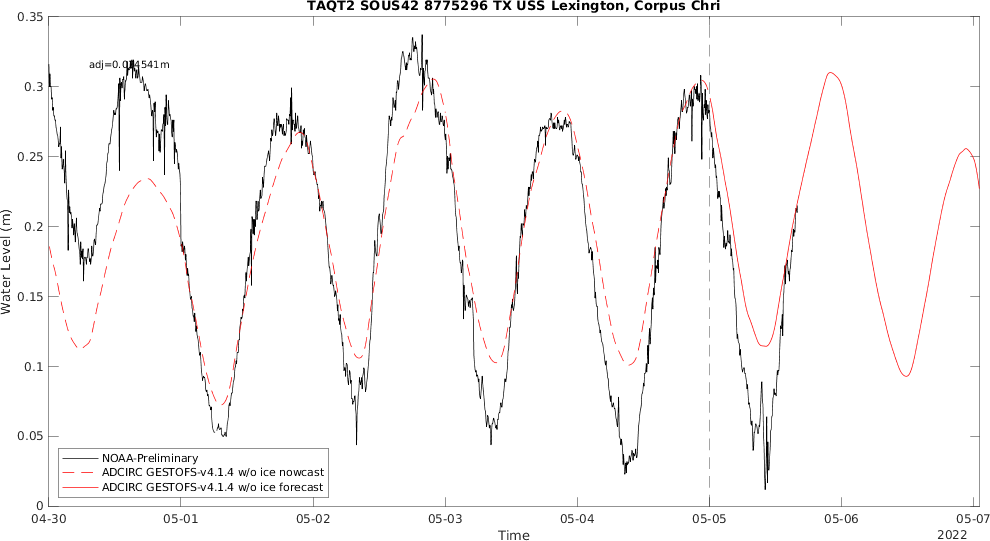 TAQT2 SOUS42 8775296 TX USS Lexington, Corpus Chri
0.35
adj=0.014541m
0.3
0.25
0.2
0.15
0.1
0.05
0
Water Level (m)
NOAA-Preliminary
ADCIRC GESTOFS-v4.1.4 w/o ice nowcast
ADCIRC GESTOFS-v4.1.4 w/o ice forecast
04-30 05-01 05-02 05-03 05-04 05-05 05-06 05-07
Time
2022